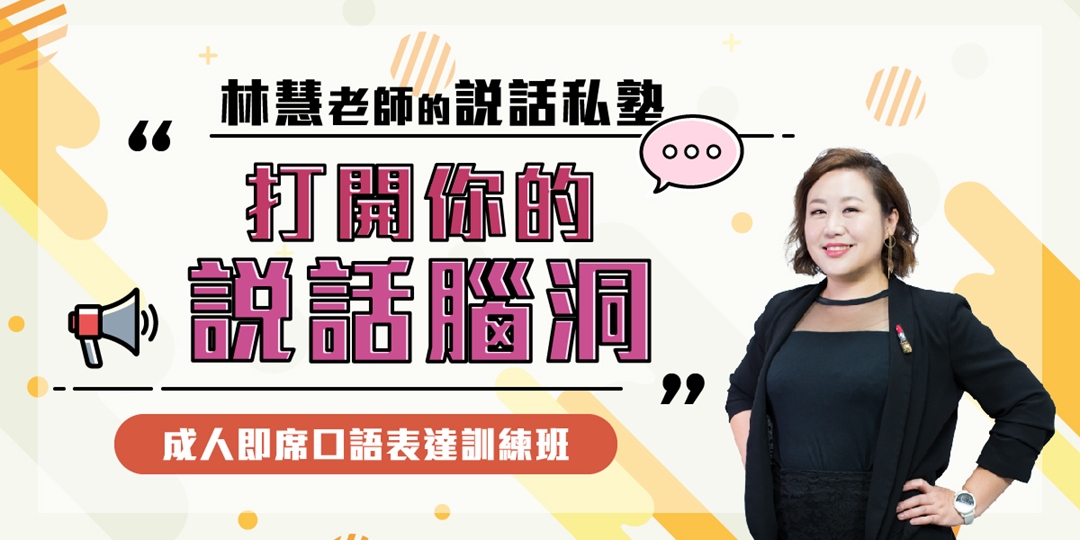 林慧老師的說話私塾
打開你的
說話腦洞
成人即席口語表達訓練班